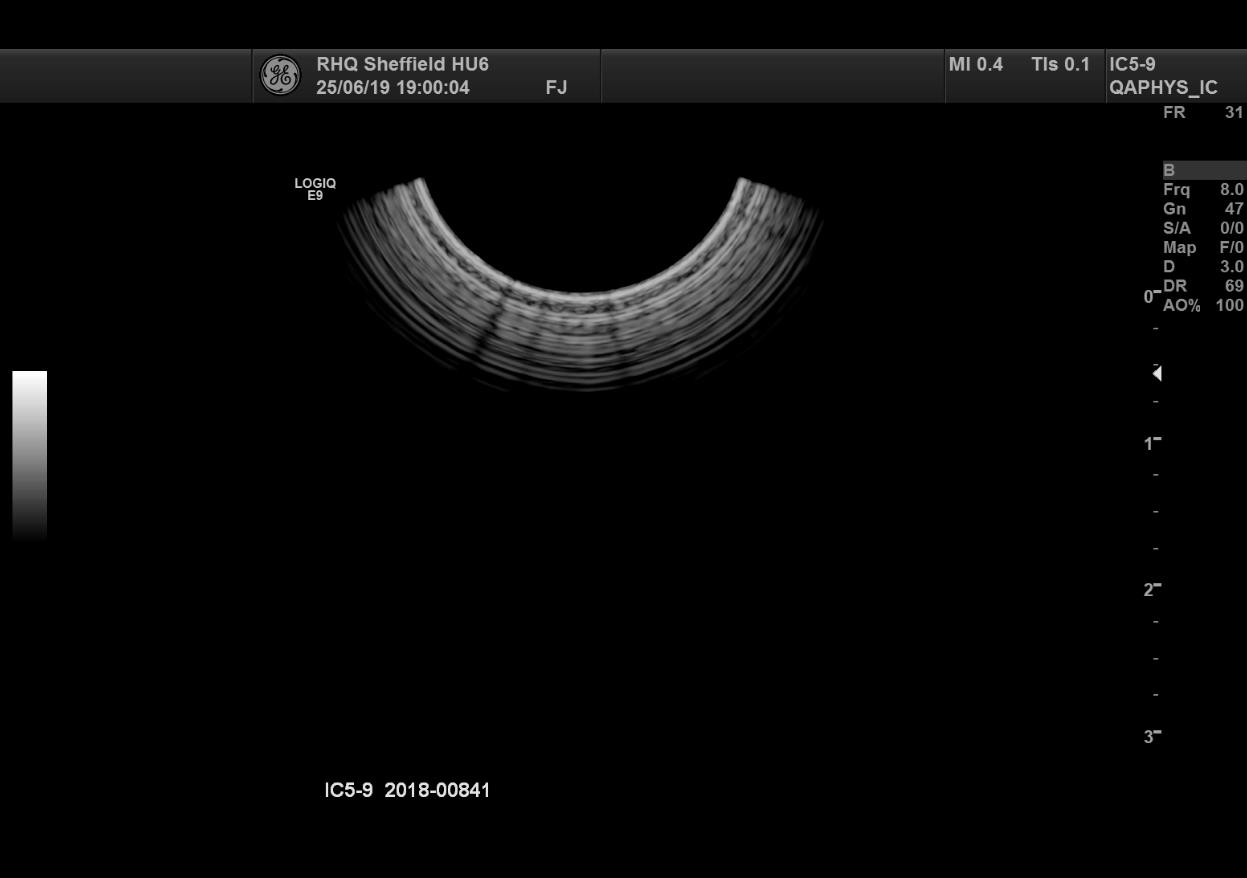 RHQ Sheffield HU6
25/06/19 19:00:04 FJ
MI 0.4 TIs 0.1
IC5-9
QAPHYS_IC
FR 31
LOGIQ
E9
B
Frq 8.0
Gn 47
S/A 0/0
Map F/0
D 3.0
DR 69
AO% 100
0
1
2
3
IC5-9 2018-00841